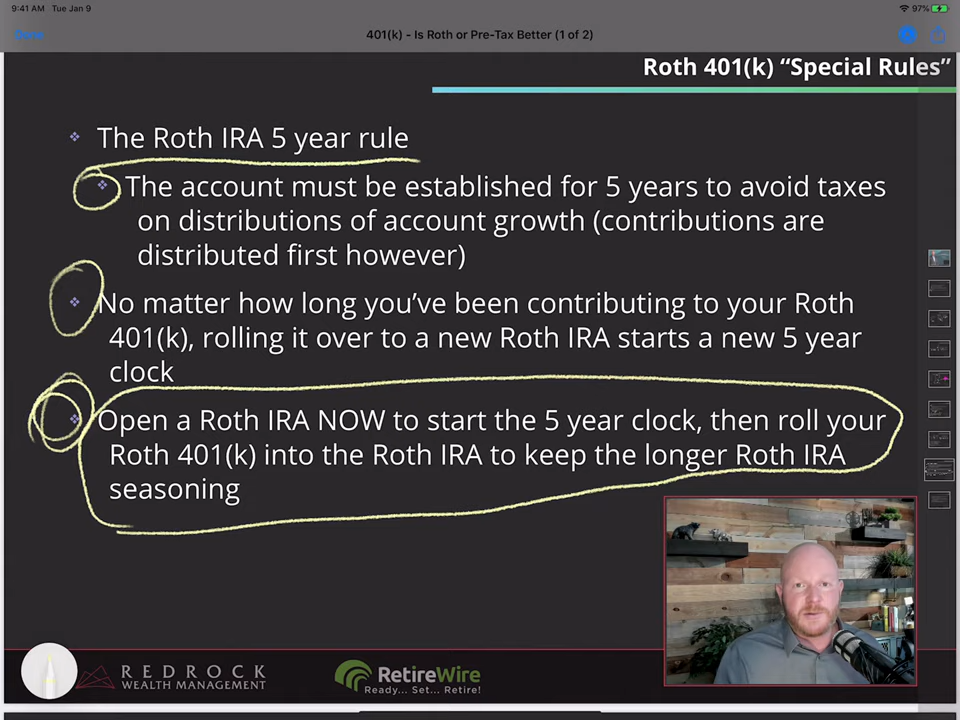 9:41 AM Tue Jan 9
97%
Done
401(k) - Is Roth or Pre-Tax Better (1 of 2)
Roth 401(k) “Special Rules”
The Roth IRA 5 year rule
The account must be established for 5 years to avoid taxes
on distributions of account growth (contributions are
distributed first however)
No matter how long you’ve been contributing to your Roth
401(k), rolling it over to a new Roth IRA starts a new 5 year
clock
Open a Roth IRA NOW to start the 5 year clock, then roll your
Roth 401(k) into the Roth IRA to keep the longer Roth IRA
seasoning
REDROCK
WEALTH MANAGEMENT
RetireWire
Ready... Set... Retire!